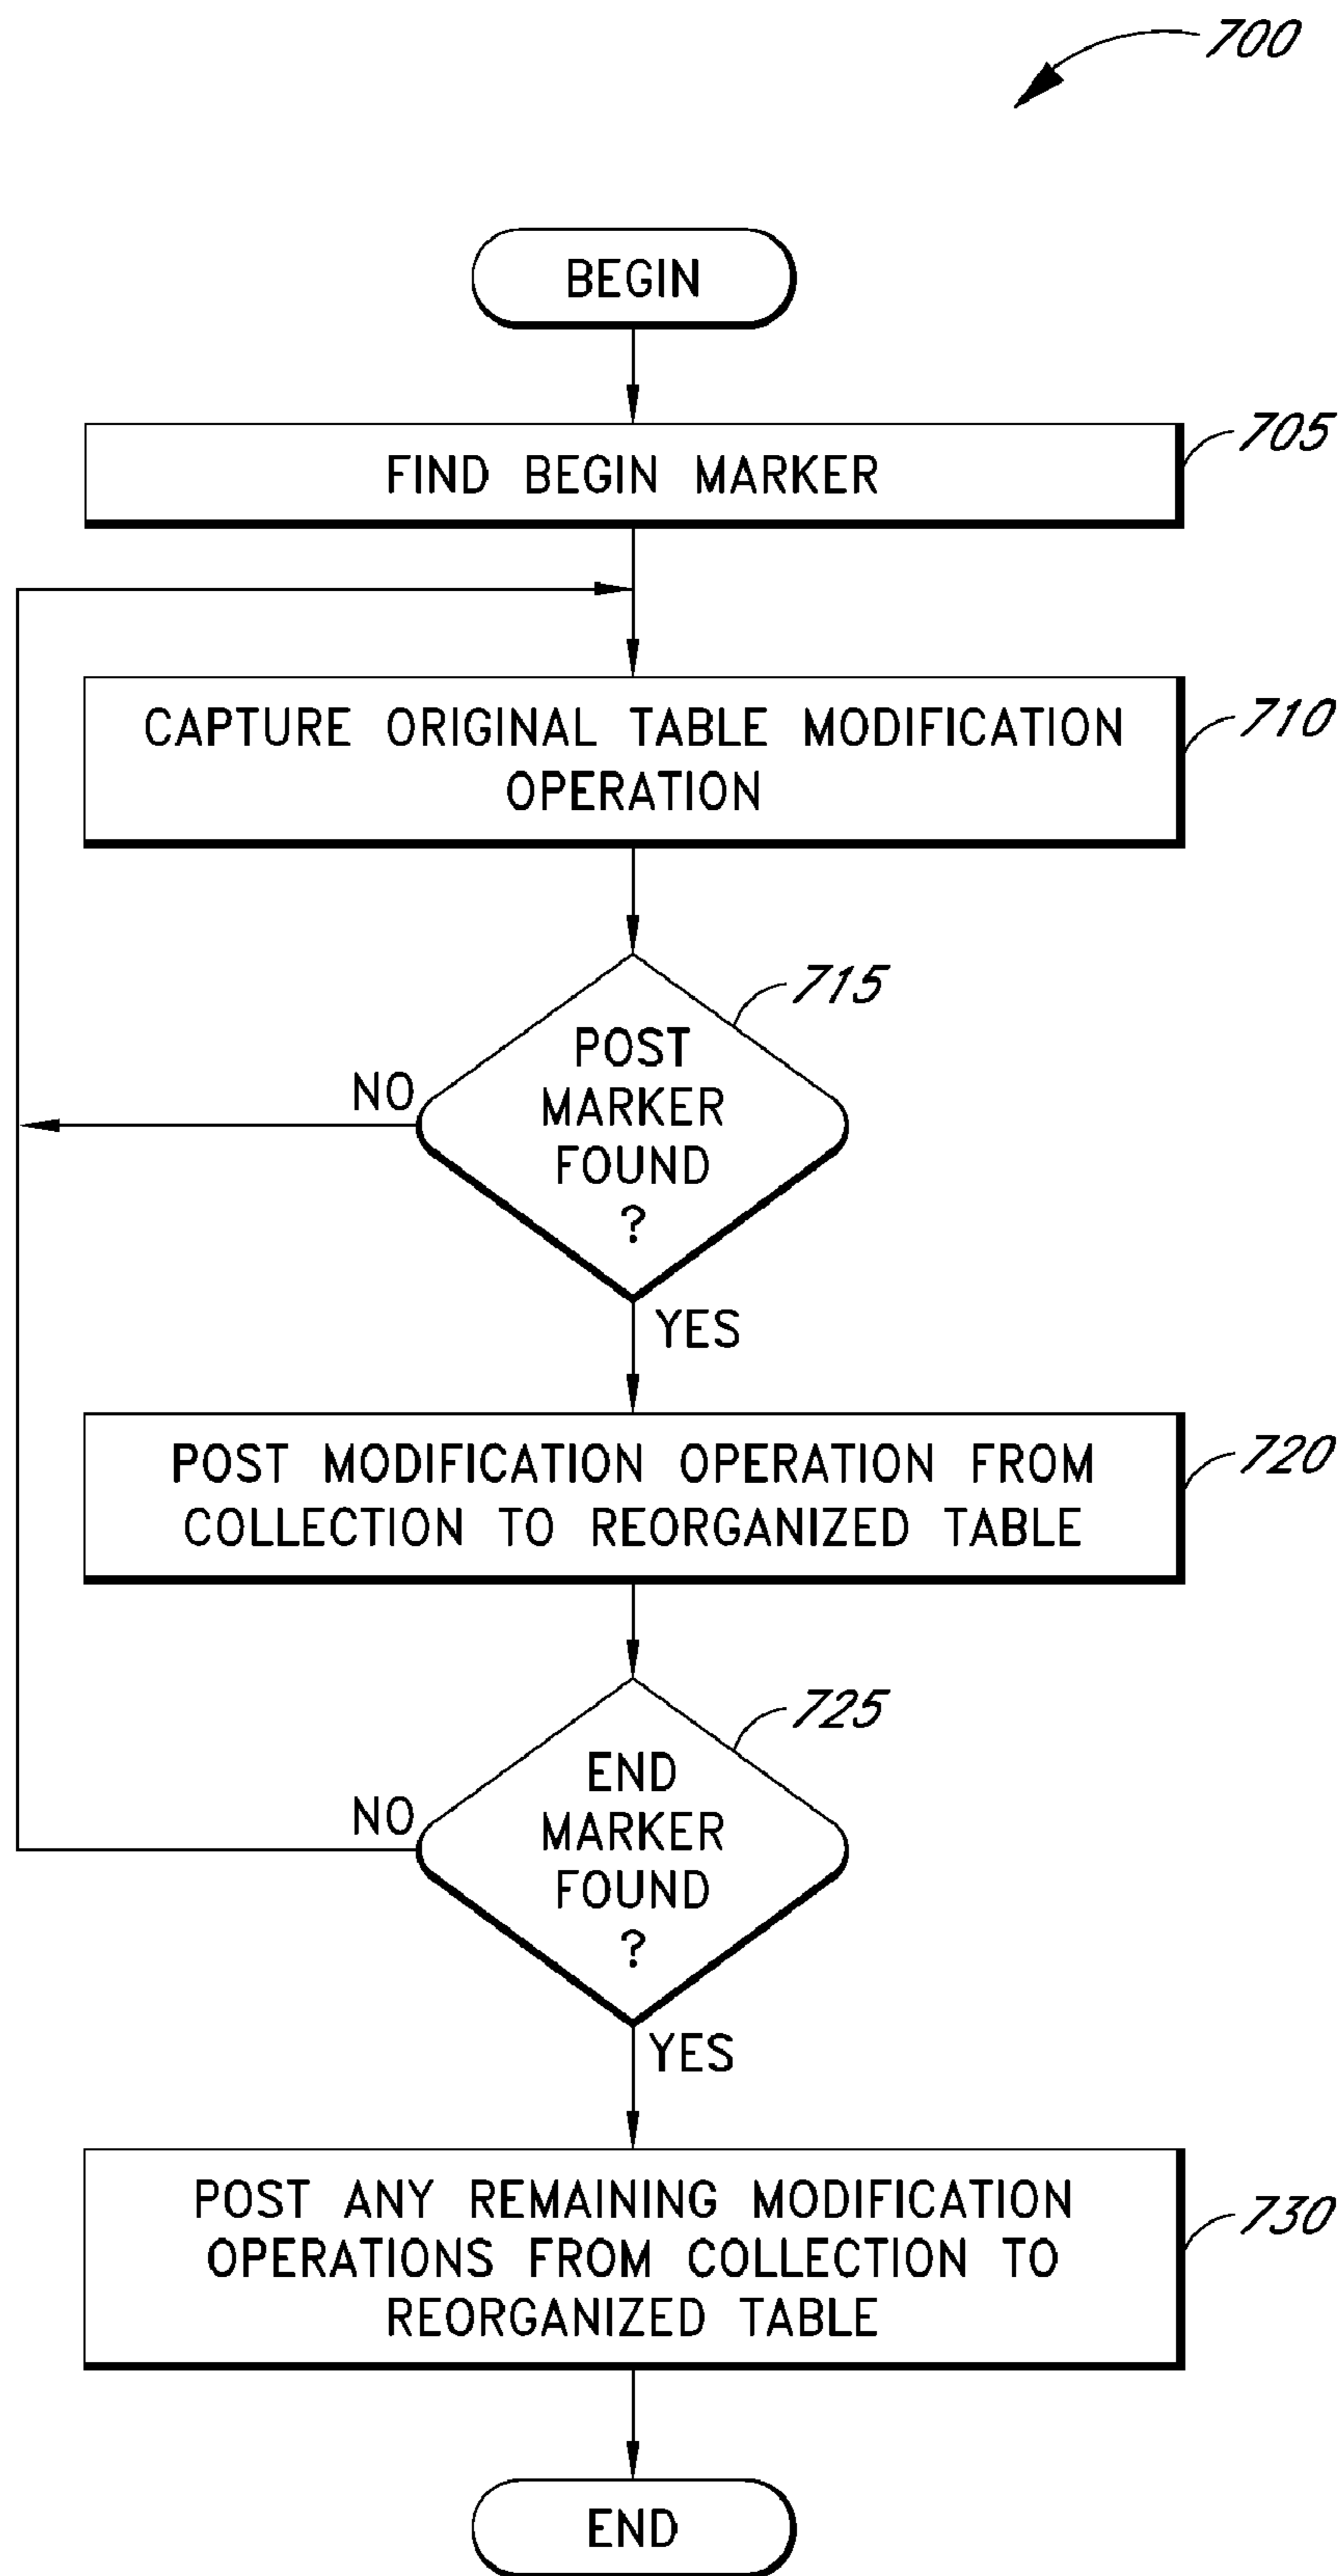 700
BEGIN
FIND BEGIN MARKER
705
CAPTURE ORIGINAL TABLE MODIFICATION
OPERATION
710
POST
MARKER
FOUND
?
715
NO
YES
POST MODIFICATION OPERATION FROM
COLLECTION TO REORGANIZED TABLE
720
END
MARKER
FOUND
?
725
NO
YES
POST ANY REMAINING MODIFICATION
OPERATIONS FROM COLLECTION TO
REORGANIZED TABLE
730
END